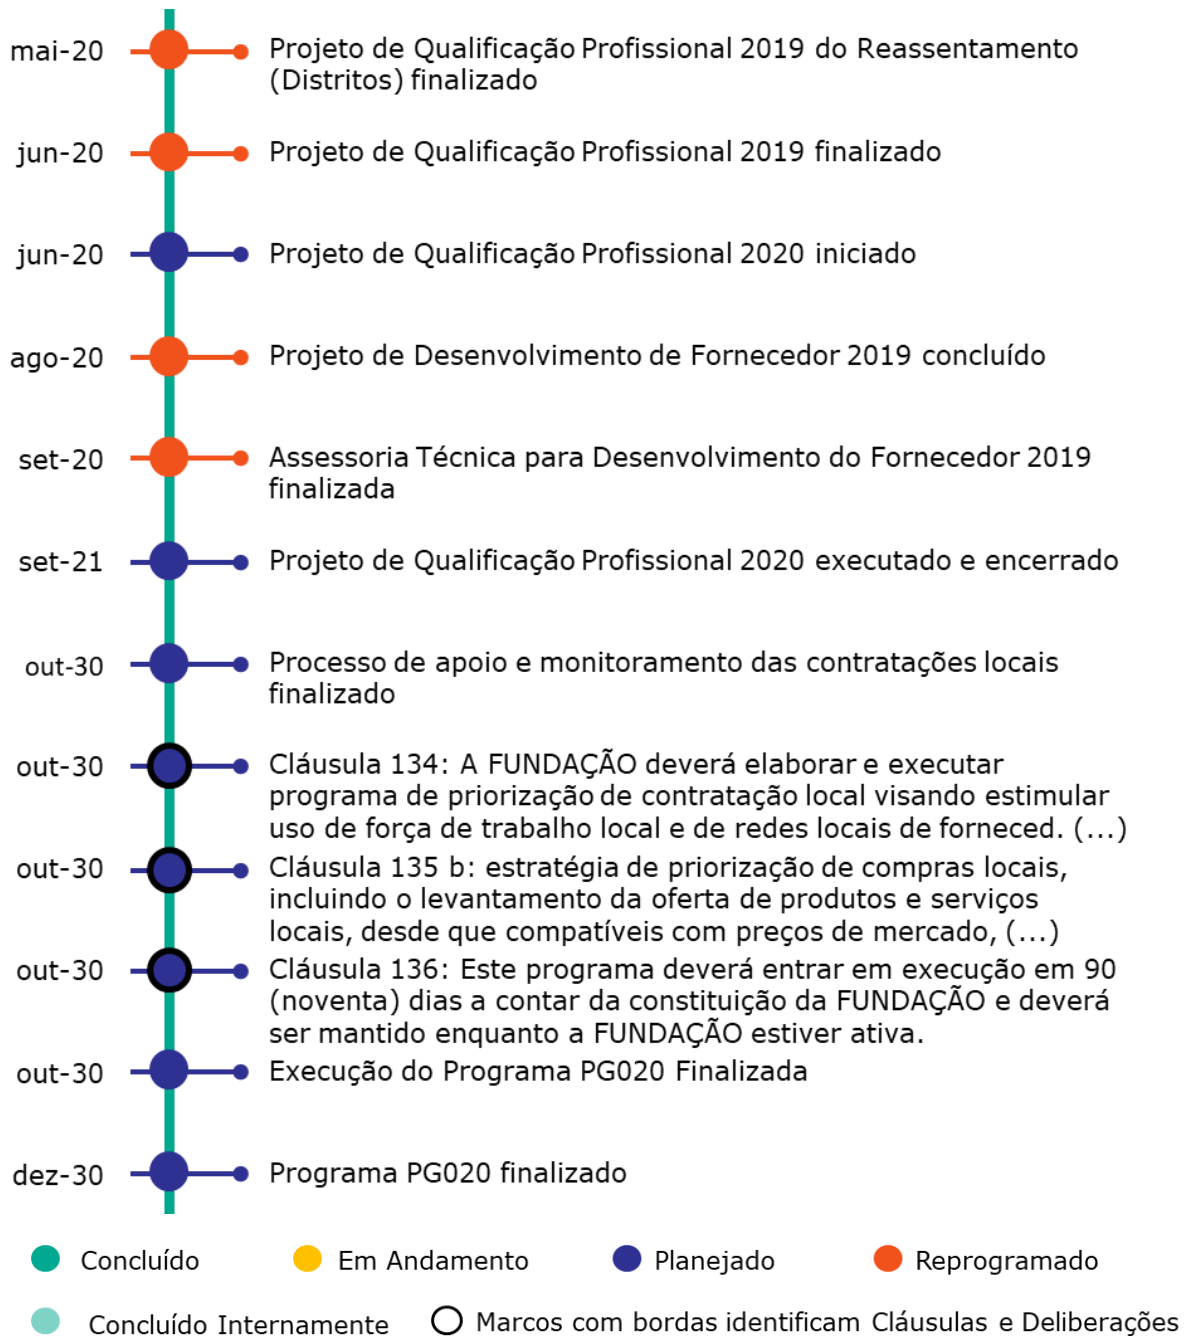 mai-20 Projeto de Qualificação Profissional 2019 do Reassentamento
(Distritos) finalizado
jun-20 Projeto de Qualificação Profissional 2019 finalizado
jun-20 Projeto de Qualificação Profissional 2020 iniciado
ago-20 Projeto de Desenvolvimento de Fornecedor 2019 concluído
set-20 Assessoria Técnica para Desenvolvimento do Fornecedor 2019
finalizada
set-21 Projeto de Qualificação Profissional 2020 executado e encerrado
out-30 Processo de apoio e monitoramento das contratações locais
finalizado
out-30 Cláusula 134: A FUNDAÇÃO deverá elaborar e executar
programa de priorização de contratação local visando estimular
uso de força de trabalho local e de redes locais de forneced. (...)
out-30 Cláusula 135 b: estratégia de priorização de compras locais,
incluindo o levantamento da oferta de produtos e serviços
locais, desde que compatíveis com preços de mercado, (...)
out-30 Cláusula 136: Este programa deverá entrar em execução em 90
(noventa) dias a contar da constituição da FUNDAÇÃO e deverá
ser mantido enquanto a FUNDAÇÃO estiver ativa.
out-30 Execução do Programa PG020 Finalizada
dez-30 Programa PG020 finalizado
Concluído Em Andamento Planejado Reprogramado
Concluído Internamente Marcos com bordas identificam Cláusulas e Deliberações